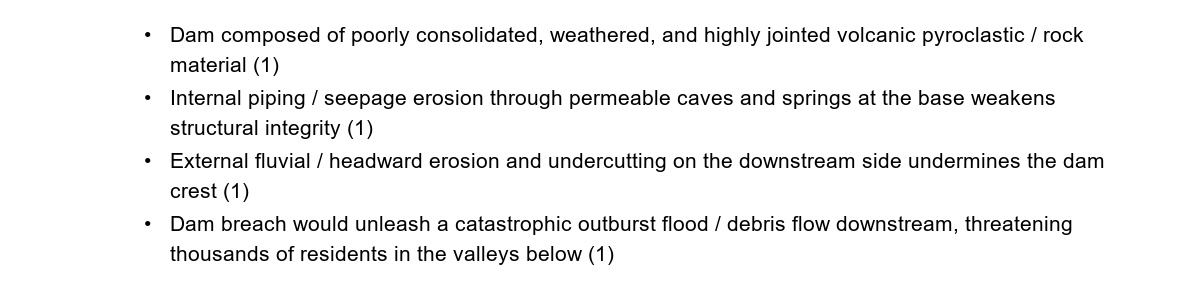 • Dam composed of poorly consolidated, weathered, and highly jointed volcanic pyroclastic / rock
material (1)
• Internal piping / seepage erosion through permeable caves and springs at the base weakens
structural integrity (1)
• External fluvial / headward erosion and undercutting on the downstream side undermines the dam
crest (1)
• Dam breach would unleash a catastrophic outburst flood / debris flow downstream, threatening
thousands of residents in the valleys below (1)